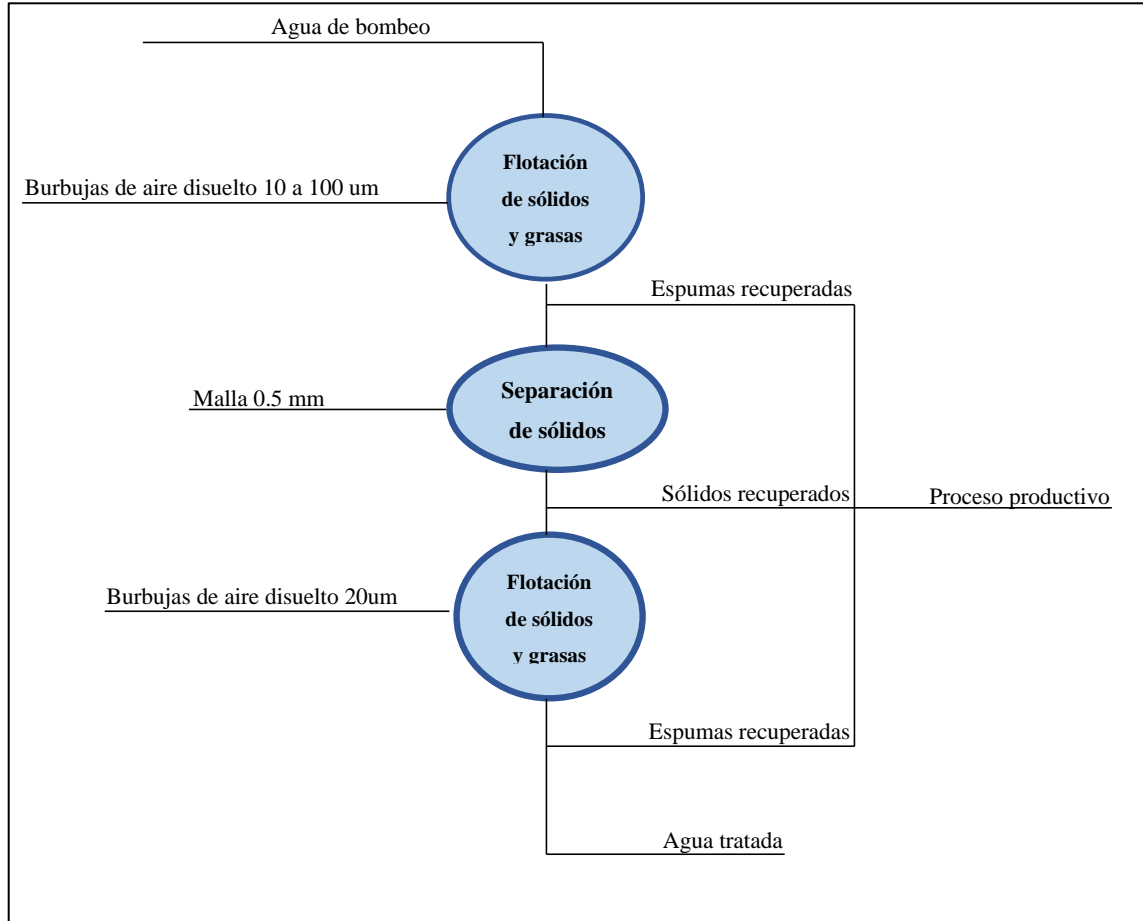 Agua de bombeo
Flotación
de sólidos
y grasas
Burbujas de aire disuelto 10 a 100 um
Espumas recuperadas
Separación
de sólidos
Malla 0.5 mm
Sólidos recuperados
Proceso productivo
Flotación
de sólidos
y grasas
Burbujas de aire disuelto 20um
Espumas recuperadas
Agua tratada